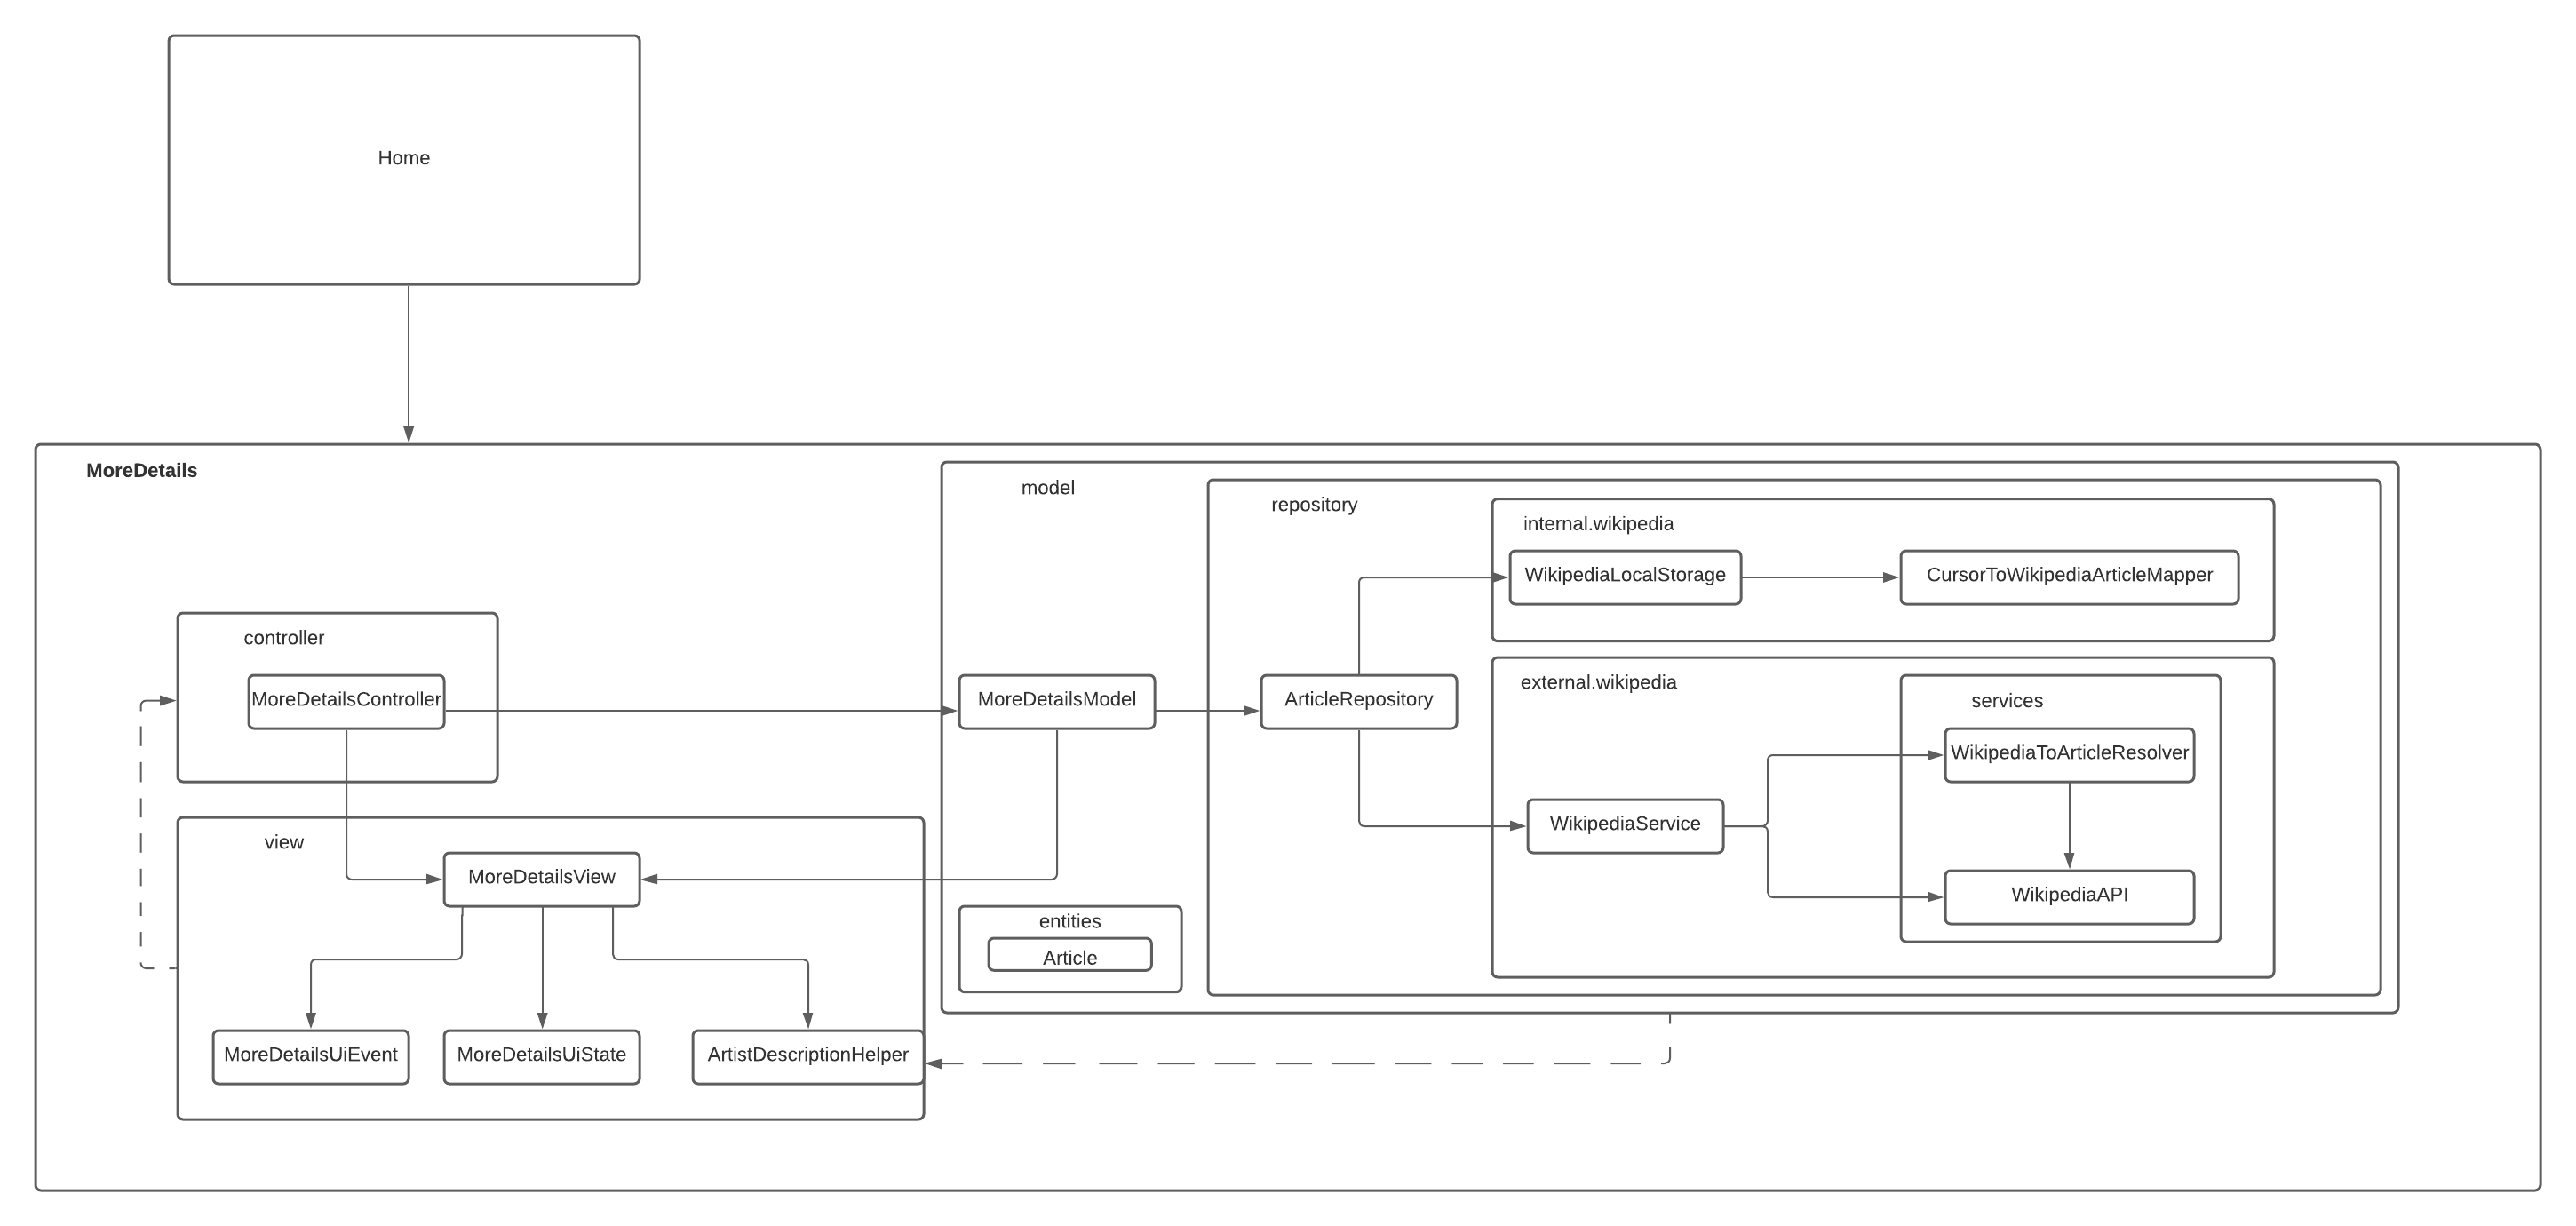 Home
MoreDetails
model
repository
internal.wikipedia
WikipediaLocalStorage
CursorToWikipediaArticleMapper
controller
MoreDetailsController
MoreDetailsModel
ArticleRepository
external.wikipedia
services
WikipediaToArticleResolver
WikipediaService
WikipediaAPI
view
MoreDetailsView
entities
Article
MoreDetailsUiEvent
MoreDetailsUiState
ArtistDescriptionHelper